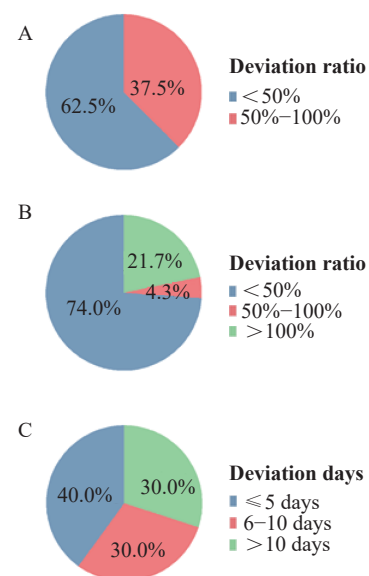 A
Deviation ratio
37.5%
62.5%
<50%
50%−100%
B
Deviation ratio
21.7%
4.3%
74.0%
<50%
50%−100%
>100%
C
Deviation days
40.0%
30.0%
30.0%
≤5 days
6−10 days
>10 days